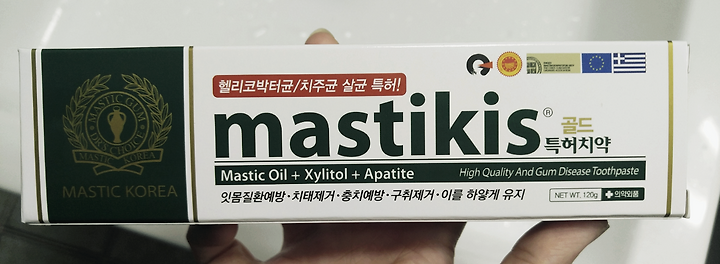 헬리코박터균/치주균 살균 특허!
mastikis®
골드
특허치약
Mastic Oil + Xylitol + Apatite
High Quality And Gum Disease Toothpaste
잇몸질환예방·치태제거·충치예방·구취제거·이를 하얗게 유지
NET WT. 120g
의약외품
MASTIC GUM
MASTIC KOREA
MASTIC KOREA